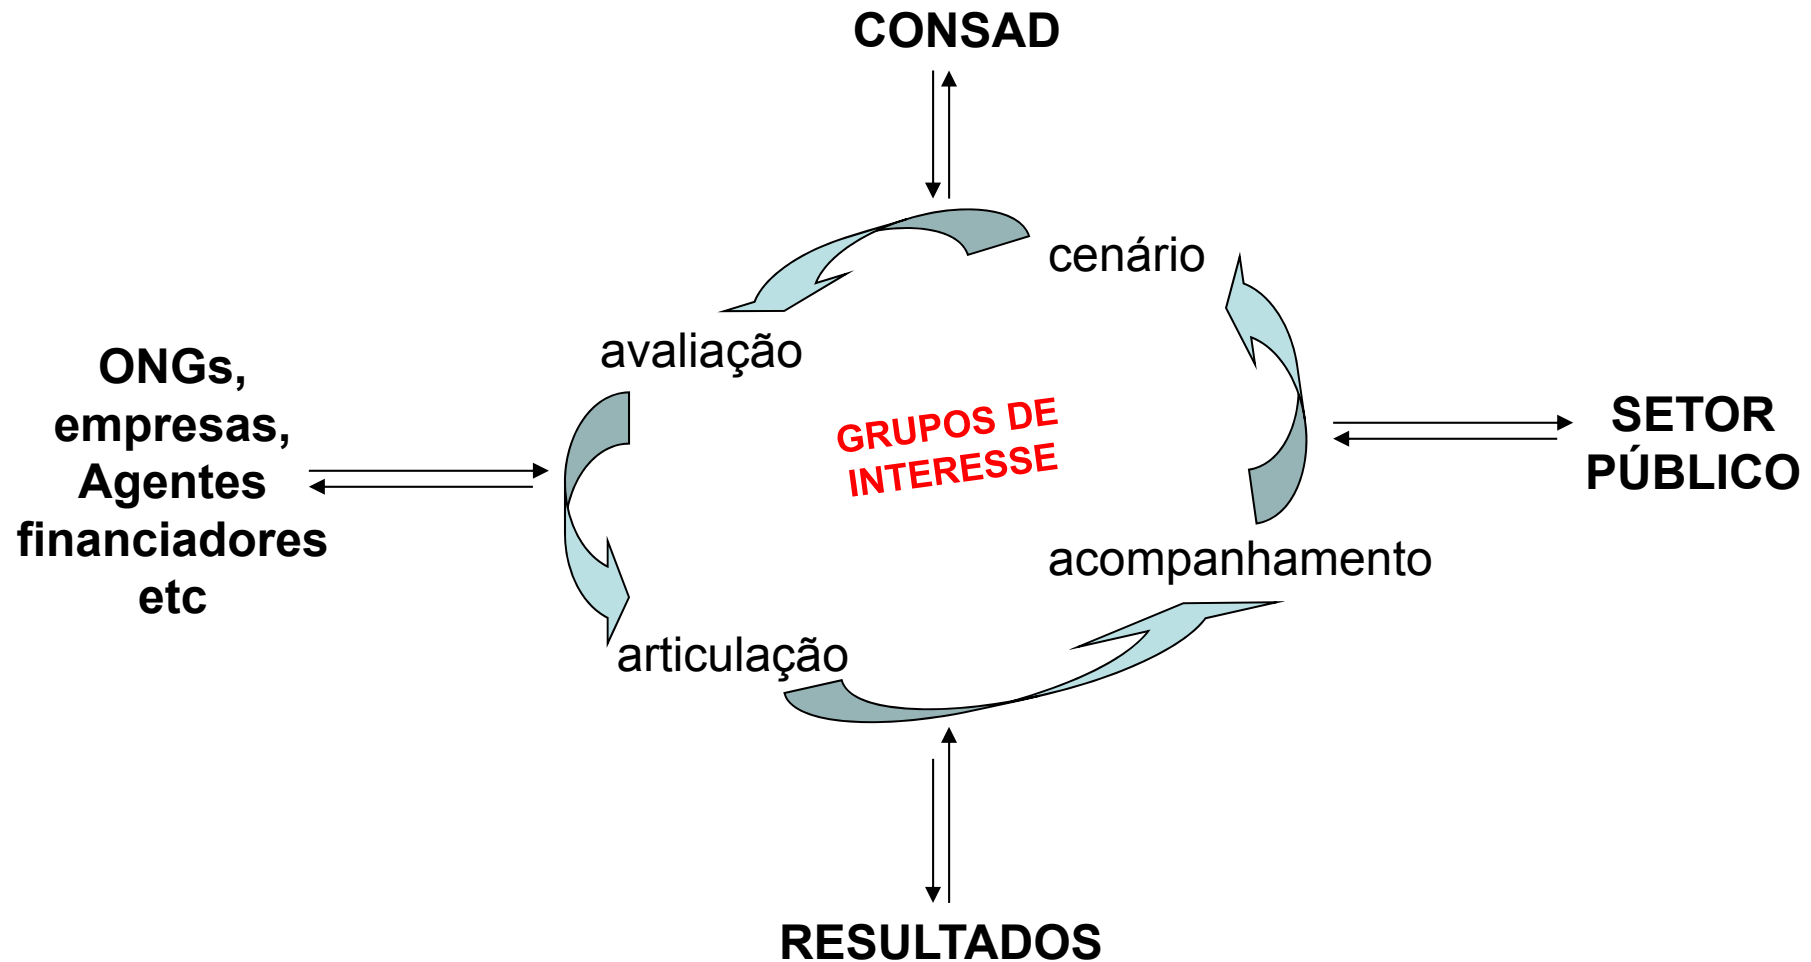 CONSAD
cenário
avaliação
ONGs,
empresas,
Agentes
financiadores
etc
GRUPOS DE
INTERESSE
SETOR
PÚBLICO
acompanhamento
articulação
RESULTADOS